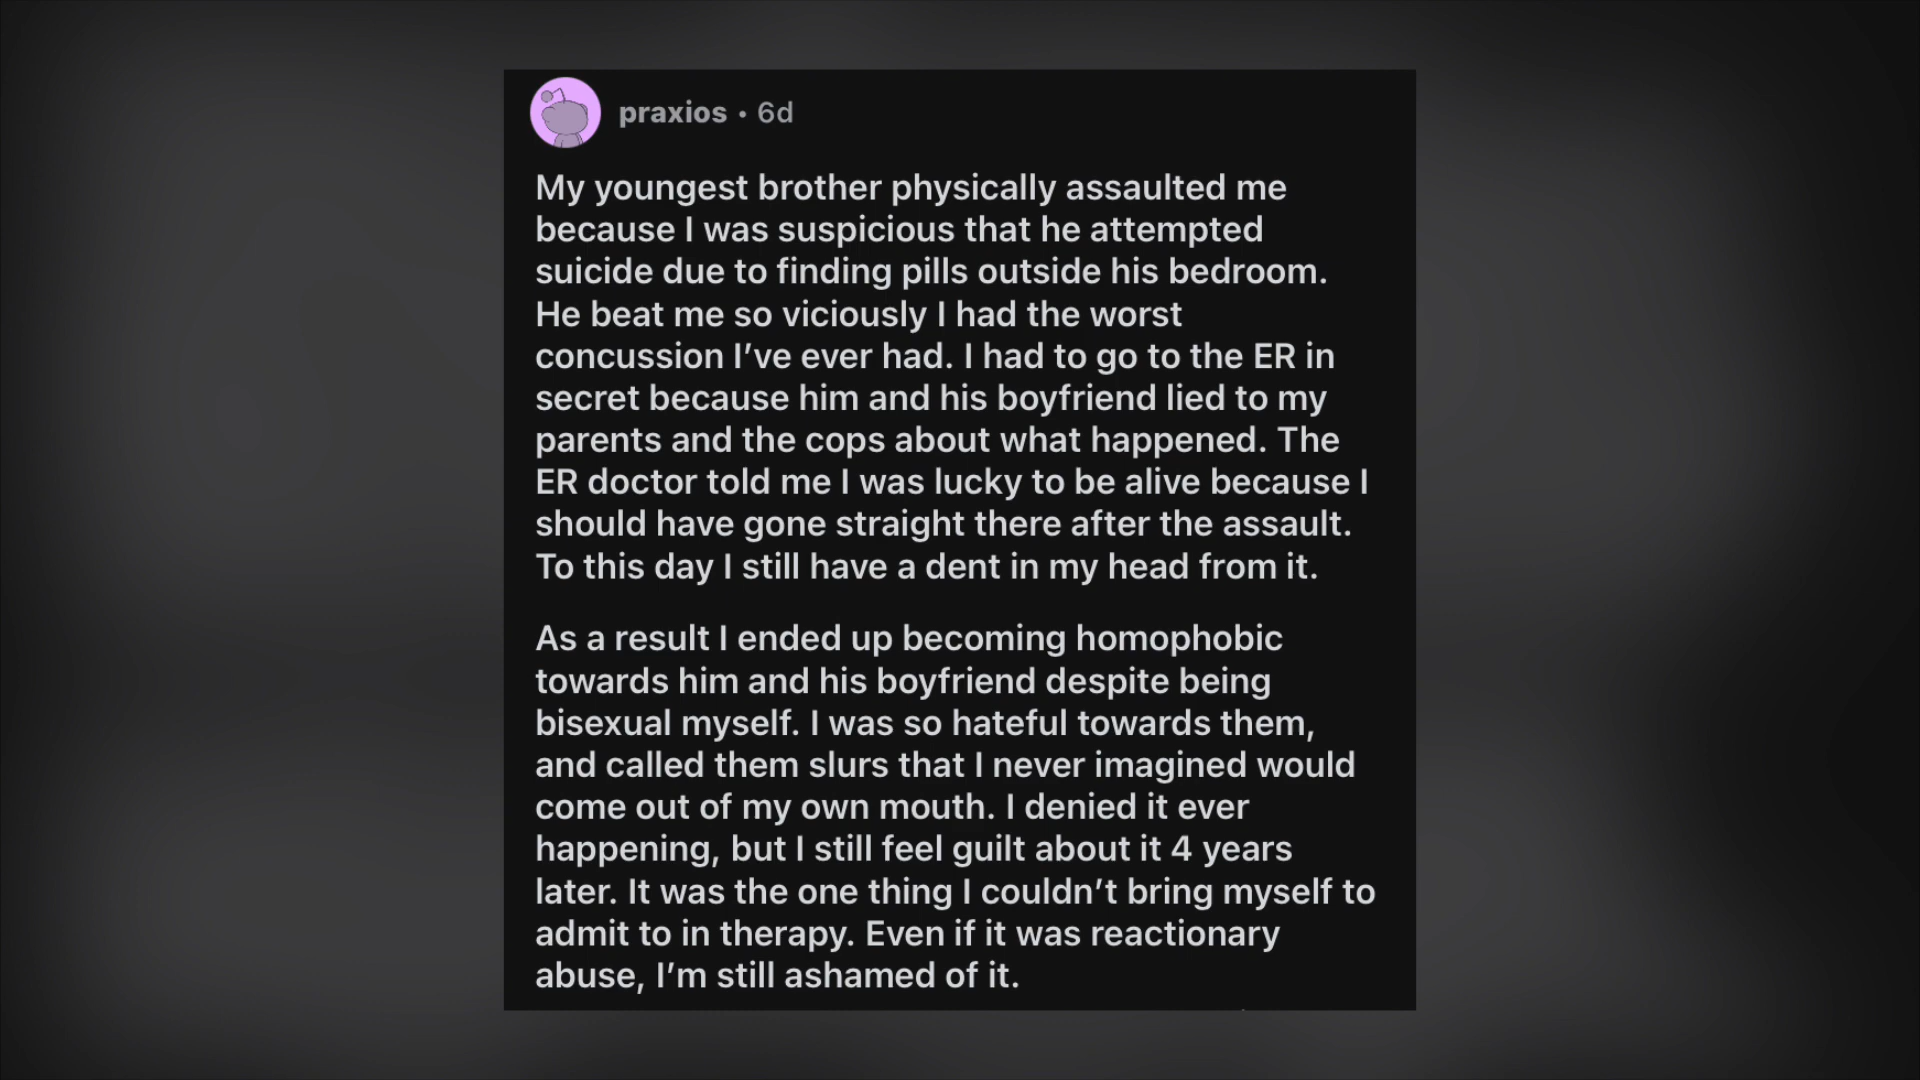 praxios • 6d
My youngest brother physically assaulted me
because I was suspicious that he attempted
suicide due to finding pills outside his bedroom.
He beat me so viciously I had the worst
concussion I’ve ever had. I had to go to the ER in
secret because him and his boyfriend lied to my
parents and the cops about what happened. The
ER doctor told me I was lucky to be alive because I
should have gone straight there after the assault.
To this day I still have a dent in my head from it.
As a result I ended up becoming homophobic
towards him and his boyfriend despite being
bisexual myself. I was so hateful towards them,
and called them slurs that I never imagined would
come out of my own mouth. I denied it ever
happening, but I still feel guilt about it 4 years
later. It was the one thing I couldn’t bring myself to
admit to in therapy. Even if it was reactionary
abuse, I’m still ashamed of it.